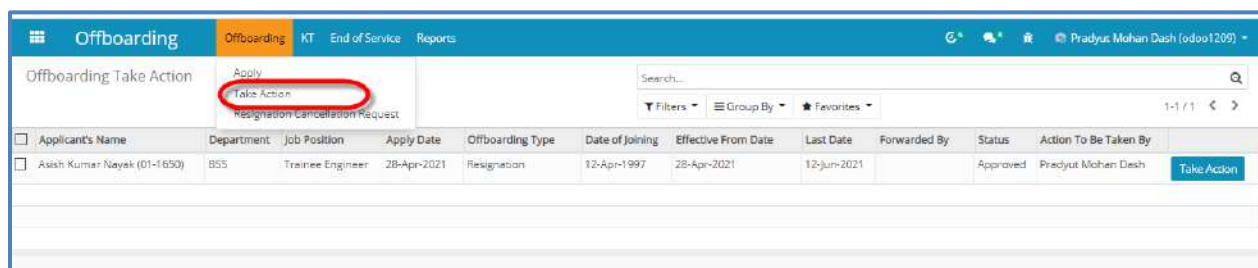 Offboarding Offboarding KT End of Service Reports Pradyut Mohan Dash (odoo1209)
Offboarding Take Action Apply Search...
Take Action
Filters Group By Favorites 1-1 / 1
Resignation Cancellation Request
Applicant's Name Department Job Position Apply Date Offboarding Type Date of Joining Effective From Date Last Date Forwarded By Status Action To Be Taken By
Asish Kumar Nayak (01-1650) BSS Trainee Engineer 28-Apr-2021 Resignation 12-Apr-1997 28-Apr-2021 12-Jun-2021 Approved Pradyut Mohan Dash Take Action